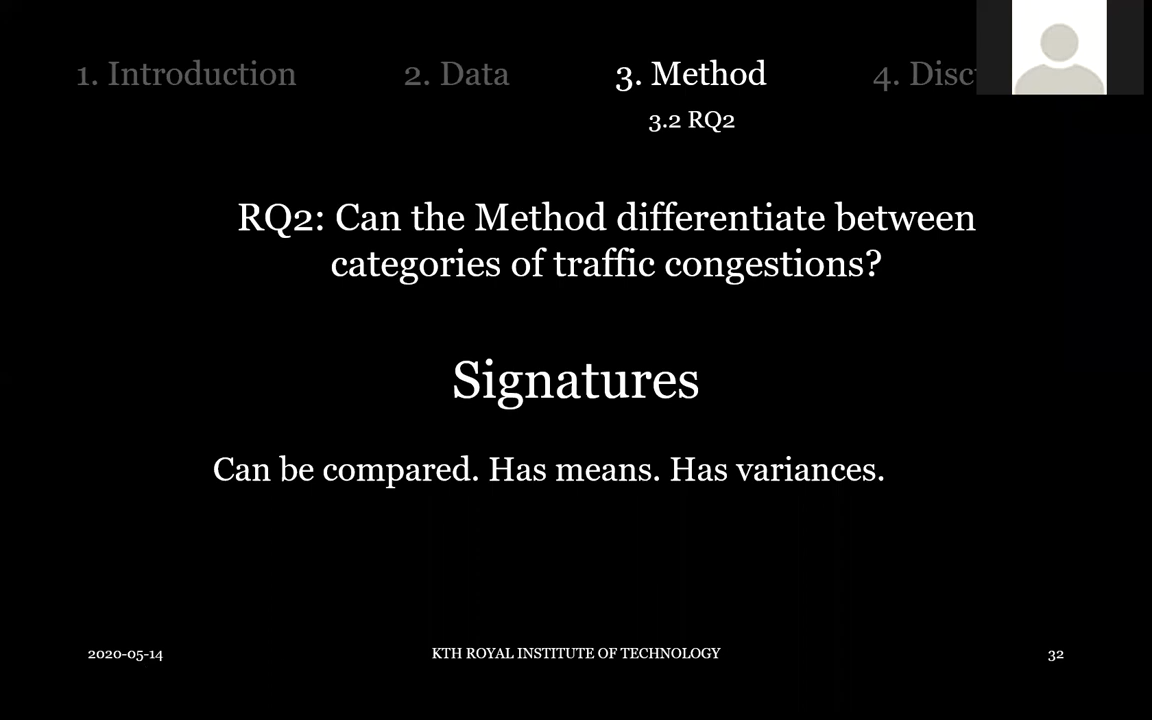 1. Introduction 2. Data 3. Method 4. Disc
3.2 RQ2
RQ2: Can the Method differentiate between
categories of traffic congestions?
Signatures
Can be compared. Has means. Has variances.
2020-05-14 KTH ROYAL INSTITUTE OF TECHNOLOGY 32